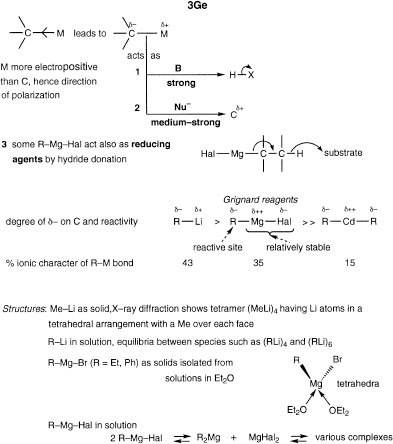 3Ge
—C—M leads to —C—M
δ– δ+
M more electropositive
than C, hence direction
of polarization
acts as
1 B H—X
strong
2 Nu– Cδ+
medium–strong
3 some R–Mg–Hal act also as reducing
agents by hydride donation
Hal—Mg—C—C—H substrate
Grignard reagents
δ– δ+ δ– δ++ δ– δ– δ++ δ–
degree of δ– on C and reactivity R—Li > R—Mg—Hal >> R—Cd—R
reactive site relatively stable
% ionic character of R–M bond 43 35 15
Structures: Me–Li as solid,X–ray diffraction shows tetramer (MeLi)4 having Li atoms in a
tetrahedral arrangement with a Me over each face
R–Li in solution, equilibria between species such as (RLi)4 and (RLi)6
R–Mg–Br (R = Et, Ph) as solids isolated from
solutions in Et2O
R Br
Mg tetrahedra
Et2O OEt2
R–Mg–Hal in solution
2 R–Mg–Hal ⇌ R2Mg + MgHal2 ⇌ various complexes